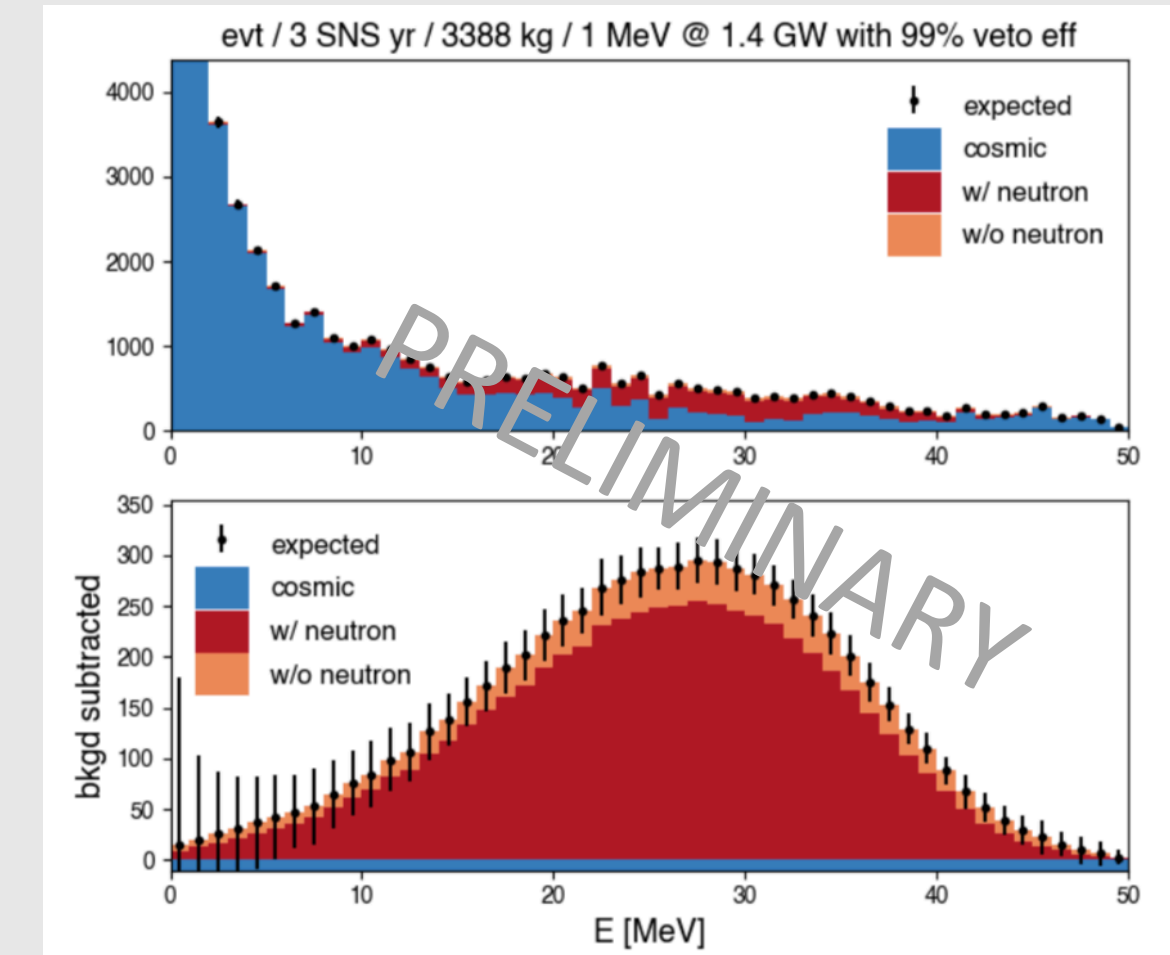 evt / 3 SNS yr / 3388 kg / 1 MeV @ 1.4 GW with 99% veto eff
4000
3000
2000
1000
0
expected
cosmic
w/ neutron
w/o neutron
0 10 20 30 40 50
PRELIMINARY
350
300
250
200
150
100
50
0
bkgd subtracted
expected
cosmic
w/ neutron
w/o neutron
0 10 20 30 40 50
E [MeV]